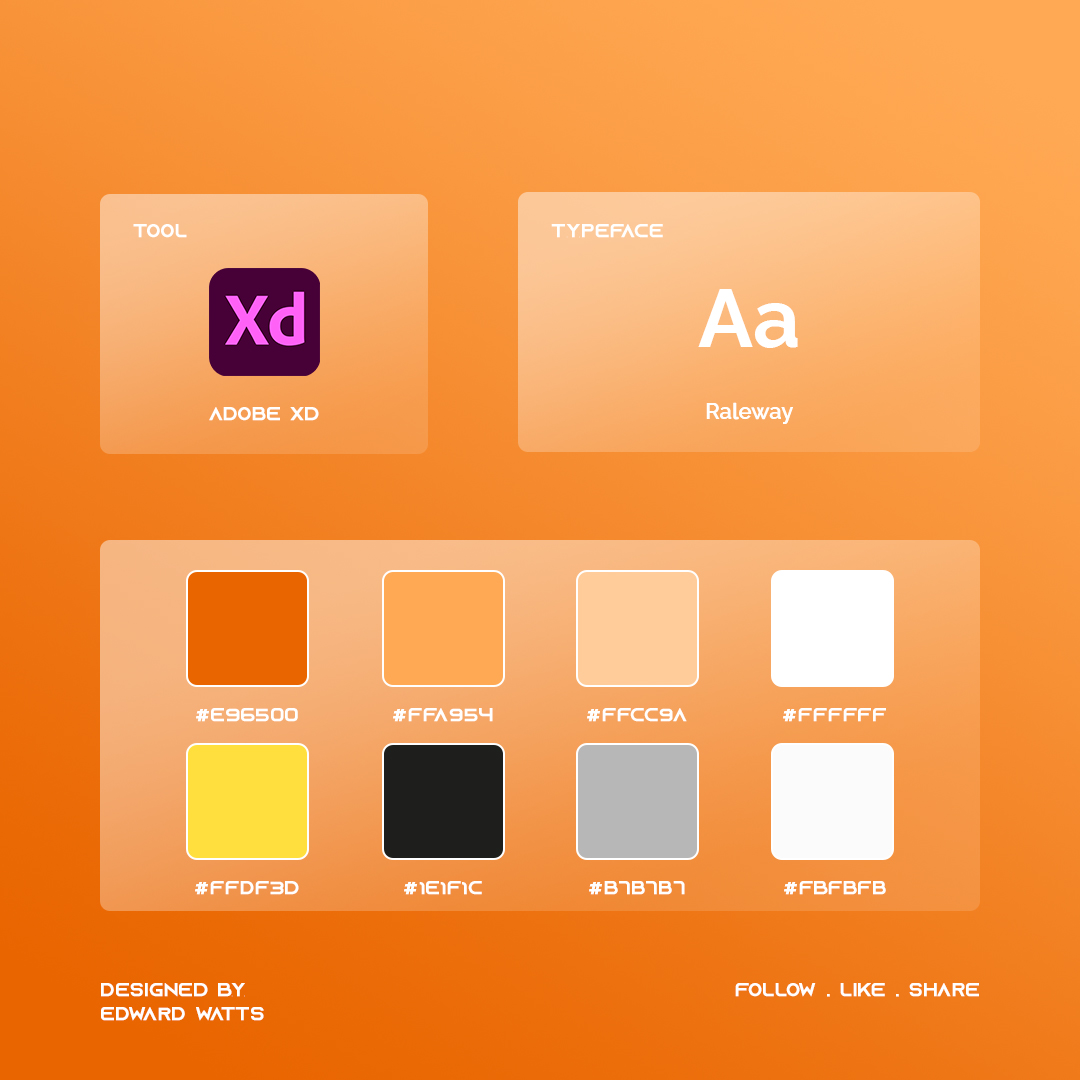 TOOL
Xd
ADOBE XD
TYPEFACE
Aa
Raleway
#E96500 #FFA954 #FFCC9A #FFFFFF
#FFDF3D #1E1F1C #B7B7B7 #FBFBFB
DESIGNED BY
EDWARD WATTS
FOLLOW . LIKE . SHARE